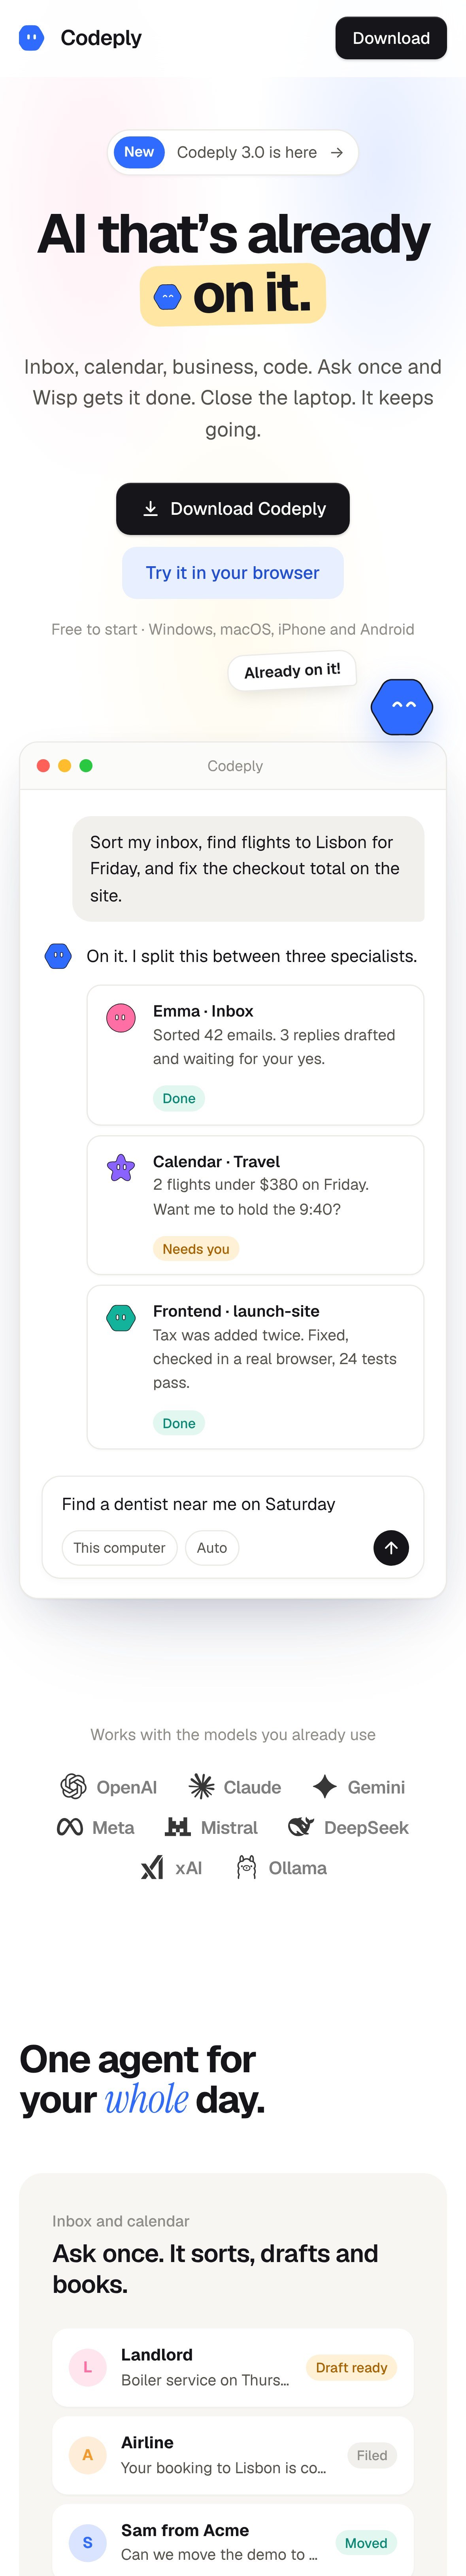 Codeply
Download
New Codeply 3.0 is here →
AI that’s already
on it.
Inbox, calendar, business, code. Ask once and
Wisp gets it done. Close the laptop. It keeps
going.
Download Codeply
Try it in your browser
Free to start · Windows, macOS, iPhone and Android
Already on it!
Codeply
Sort my inbox, find flights to Lisbon for
Friday, and fix the checkout total on the
site.
On it. I split this between three specialists.
Emma · Inbox
Sorted 42 emails. 3 replies drafted
and waiting for your yes.
Done
Calendar · Travel
2 flights under $380 on Friday.
Want me to hold the 9:40?
Needs you
Frontend · launch-site
Tax was added twice. Fixed,
checked in a real browser, 24 tests
pass.
Done
Find a dentist near me on Saturday
This computer Auto
Works with the models you already use
OpenAI Claude Gemini
Meta Mistral DeepSeek
xAI Ollama
One agent for
your whole day.
Inbox and calendar
Ask once. It sorts, drafts and
books.
L
Landlord
Boiler service on Thurs...
Draft ready
A
Airline
Your booking to Lisbon is co...
Filed
S
Sam from Acme
Can we move the demo to ...
Moved